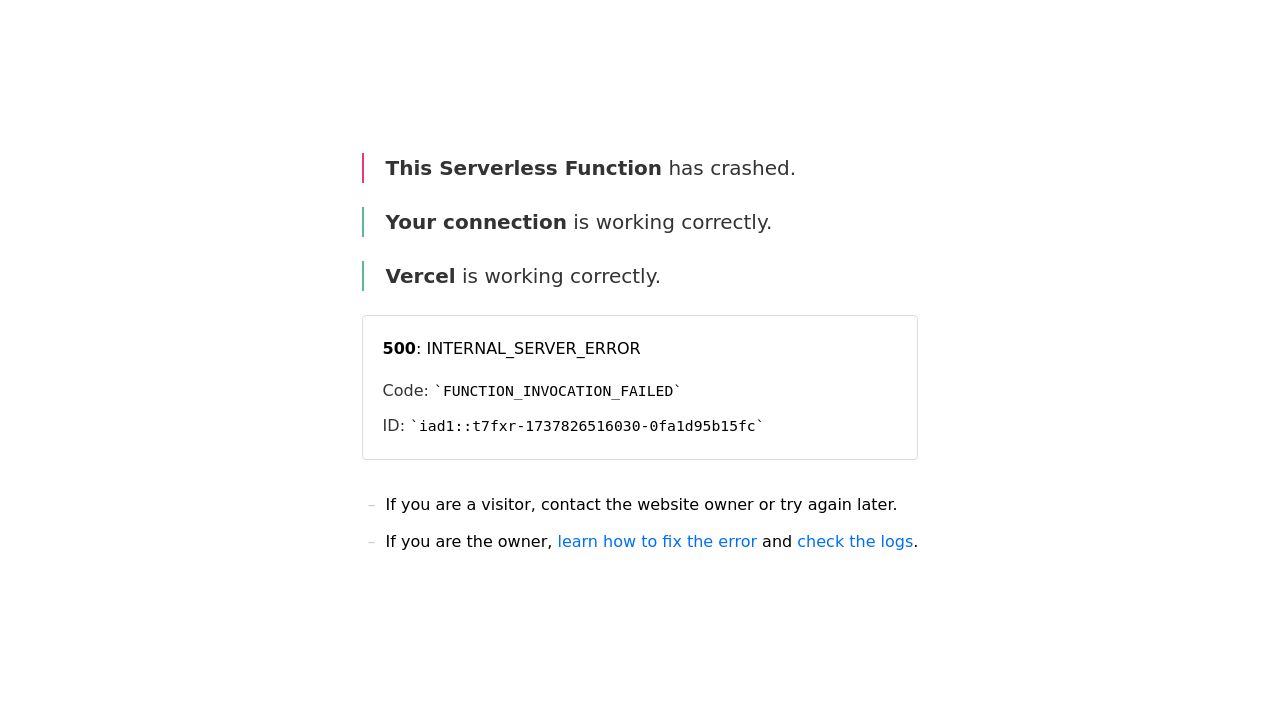 This Serverless Function has crashed.
Your connection is working correctly.
Vercel is working correctly.
500: INTERNAL_SERVER_ERROR
Code: `FUNCTION_INVOCATION_FAILED`
ID: `iad1::t7fxr-1737826516030-0fa1d95b15fc`
– If you are a visitor, contact the website owner or try again later.
– If you are the owner, learn how to fix the error and check the logs.